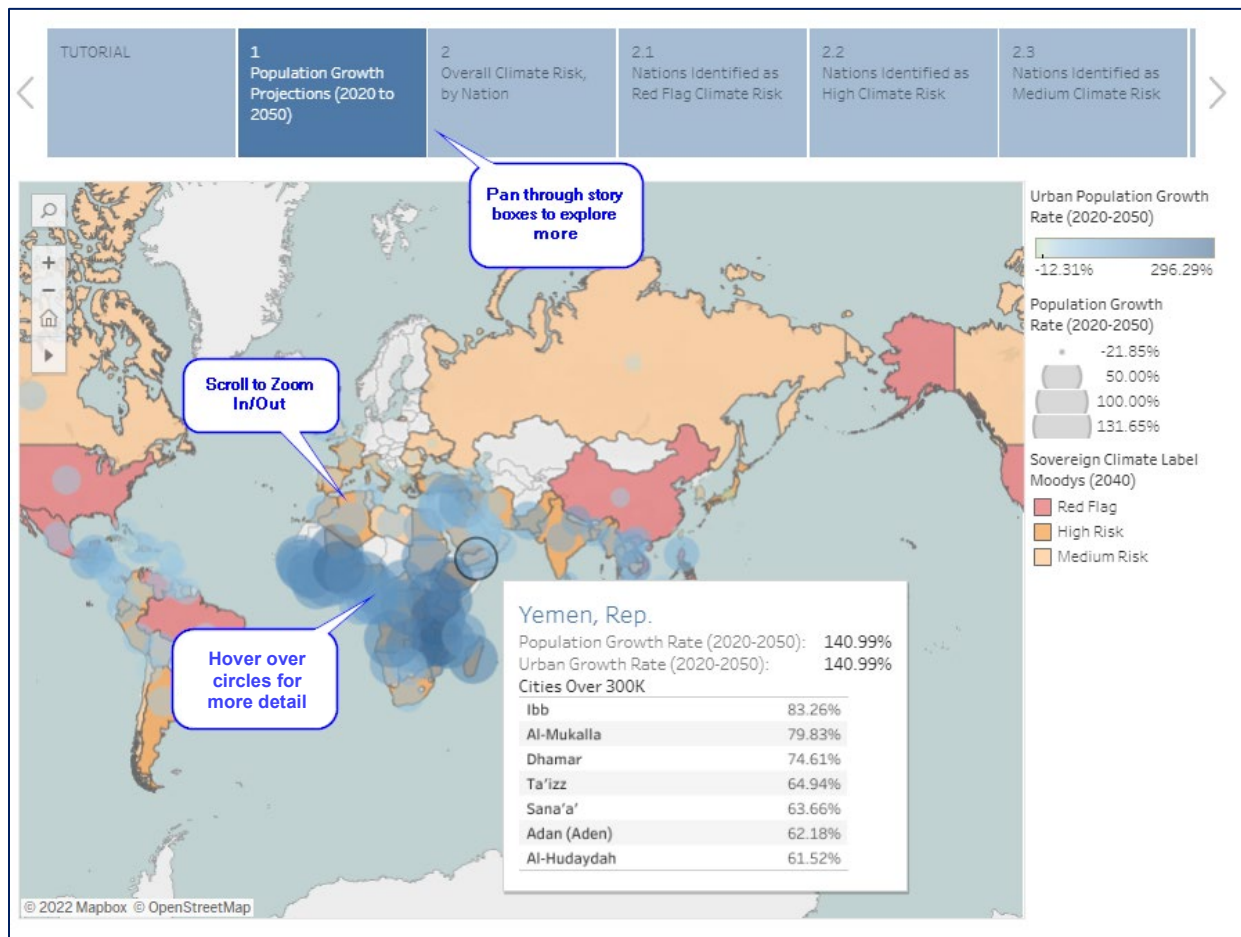 TUTORIAL
1
Population Growth
Projections (2020 to
2050)
2
Overall Climate Risk,
by Nation
2.1
Nations Identified as
Red Flag Climate Risk
2.2
Nations Identified as
High Climate Risk
2.3
Nations Identified as
Medium Climate Risk
Pan through story
boxes to explore
more
Scroll to Zoom
In/Out
Hover over
circles for
more detail
Urban Population Growth
Rate (2020-2050)
-12.31% 296.29%
Population Growth
Rate (2020-2050)
-21.85%
50.00%
100.00%
131.65%
Sovereign Climate Label
Moodys (2040)
Red Flag
High Risk
Medium Risk
Yemen, Rep.
Population Growth Rate (2020-2050): 140.99%
Urban Growth Rate (2020-2050): 140.99%
Cities Over 300K
Ibb 83.26%
Al-Mukalla 79.83%
Dhamar 74.61%
Ta'izz 64.94%
Sana'a' 63.66%
Adan (Aden) 62.18%
Al-Hudaydah 61.52%
© 2022 Mapbox © OpenStreetMap